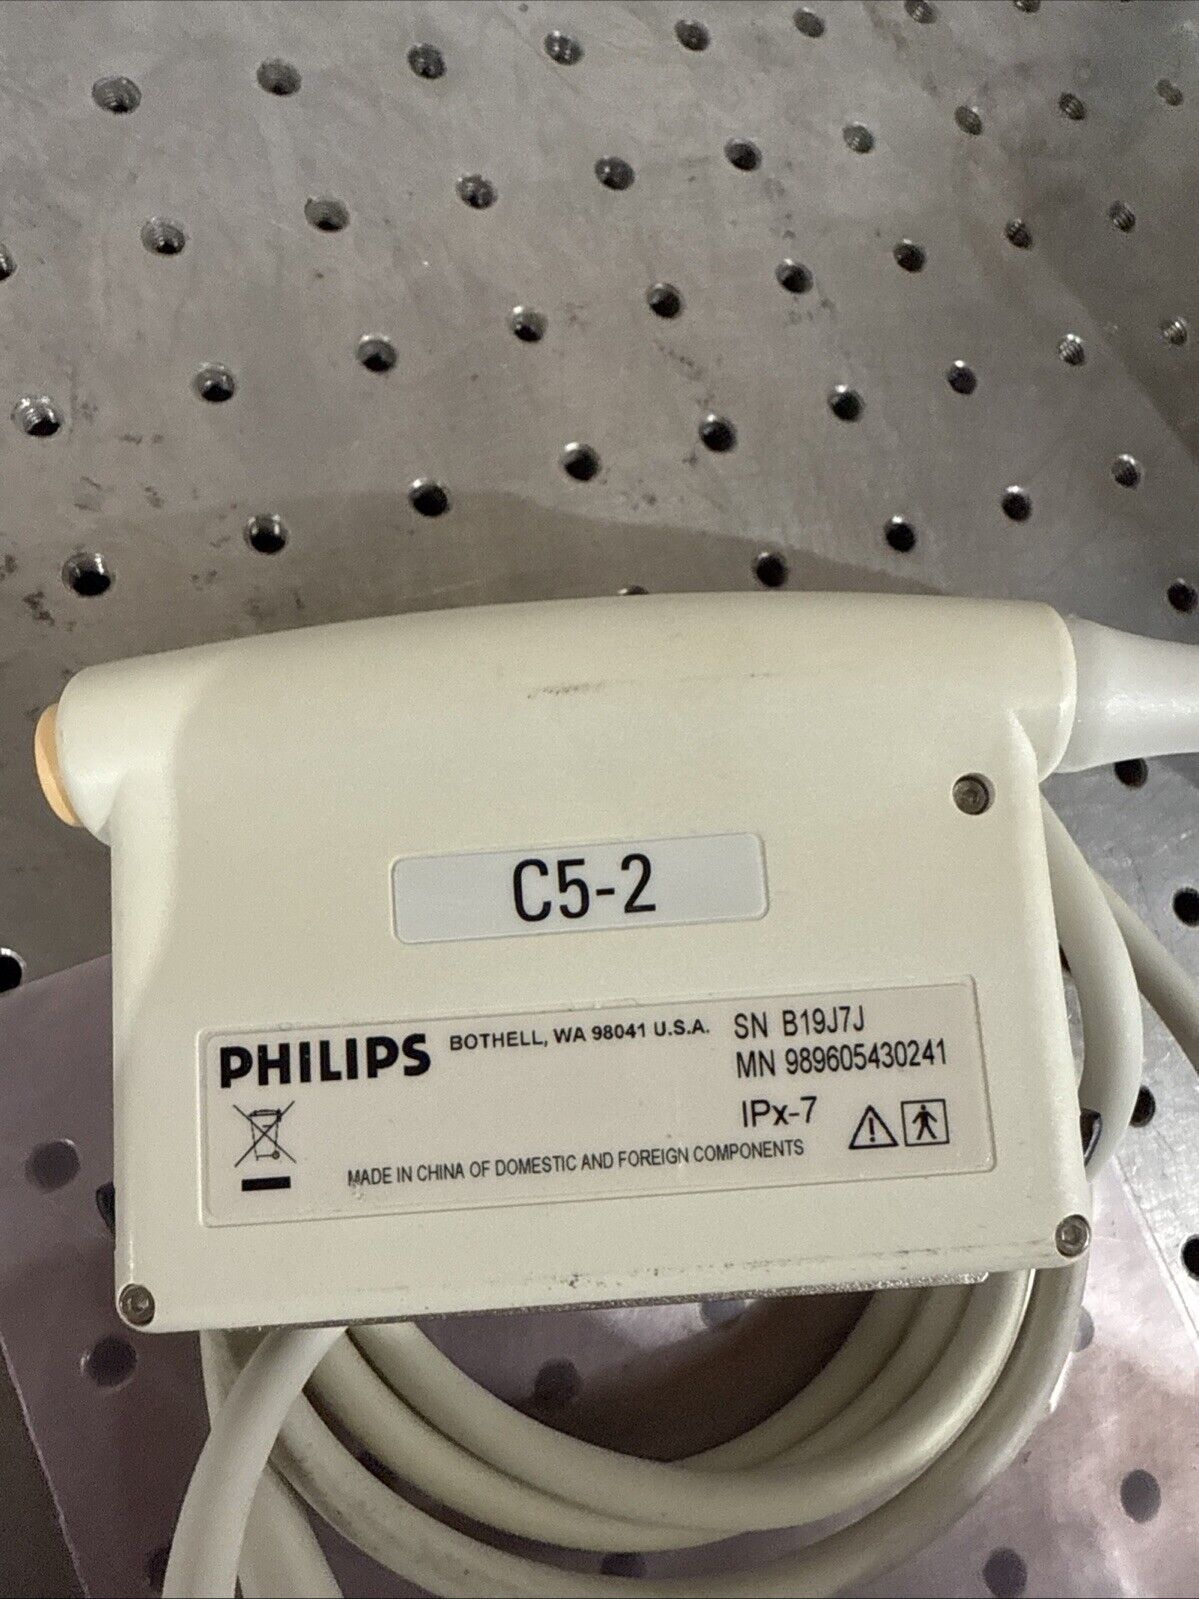 C5-2
PHILIPS BOTHELL, WA 98041 U.S.A. SN B19J7J
MN 989605430241
IPx-7
MADE IN CHINA OF DOMESTIC AND FOREIGN COMPONENTS